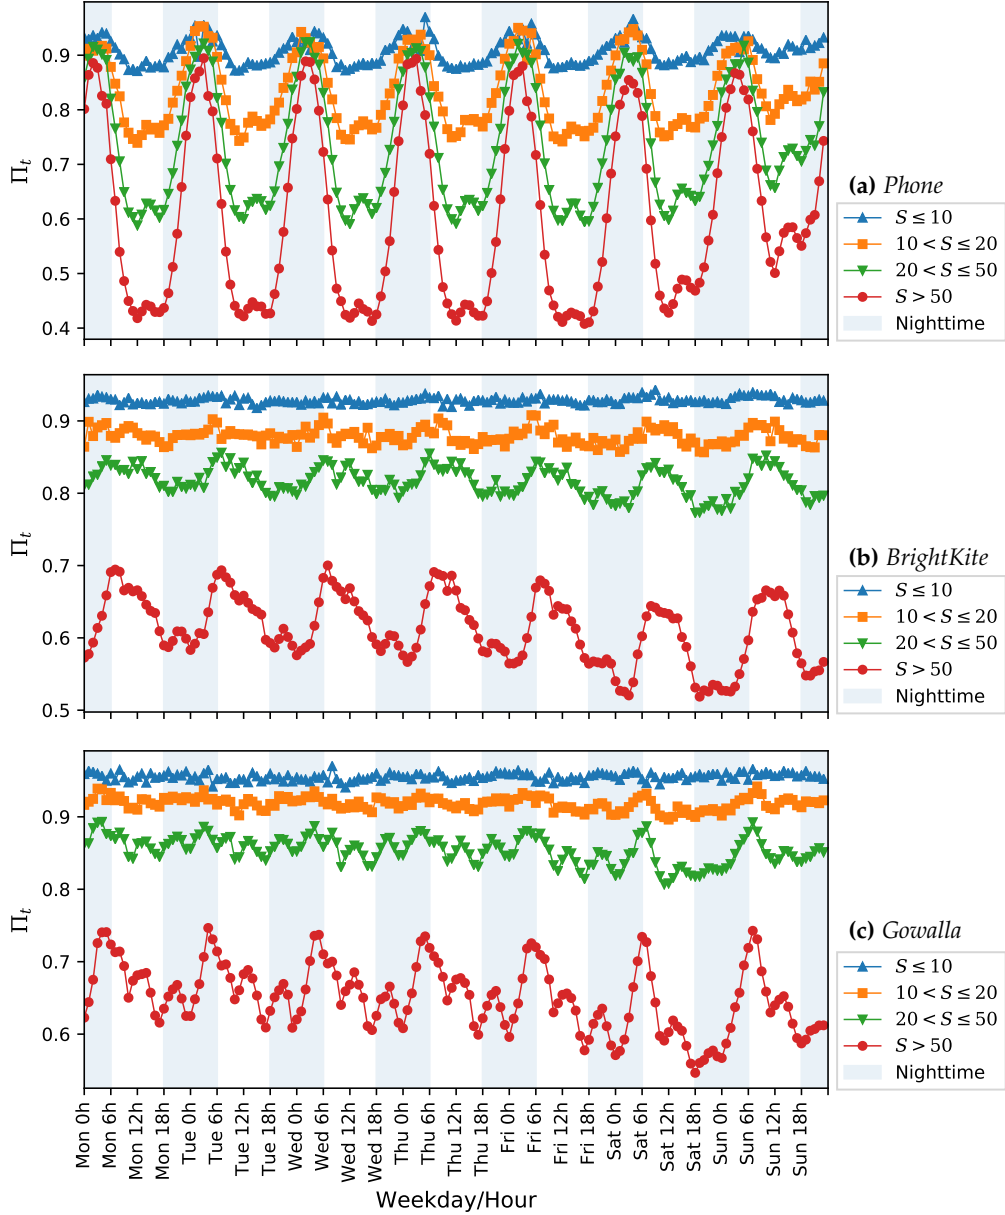 0.9
0.8
0.7
0.6
0.5
0.4
Πt
(a) Phone
S ≤ 10
10 < S ≤ 20
20 < S ≤ 50
S > 50
Nighttime
0.9
0.8
0.7
0.6
0.5
Πt
(b) BrightKite
S ≤ 10
10 < S ≤ 20
20 < S ≤ 50
S > 50
Nighttime
0.9
0.8
0.7
0.6
Πt
(c) Gowalla
S ≤ 10
10 < S ≤ 20
20 < S ≤ 50
S > 50
Nighttime
Mon 0h
Mon 6h
Mon 12h
Mon 18h
Tue 0h
Tue 6h
Tue 12h
Tue 18h
Wed 0h
Wed 6h
Wed 12h
Wed 18h
Thu 0h
Thu 6h
Thu 12h
Thu 18h
Fri 0h
Fri 6h
Fri 12h
Fri 18h
Sat 0h
Sat 6h
Sat 12h
Sat 18h
Sun 0h
Sun 6h
Sun 12h
Sun 18h
Weekday/Hour